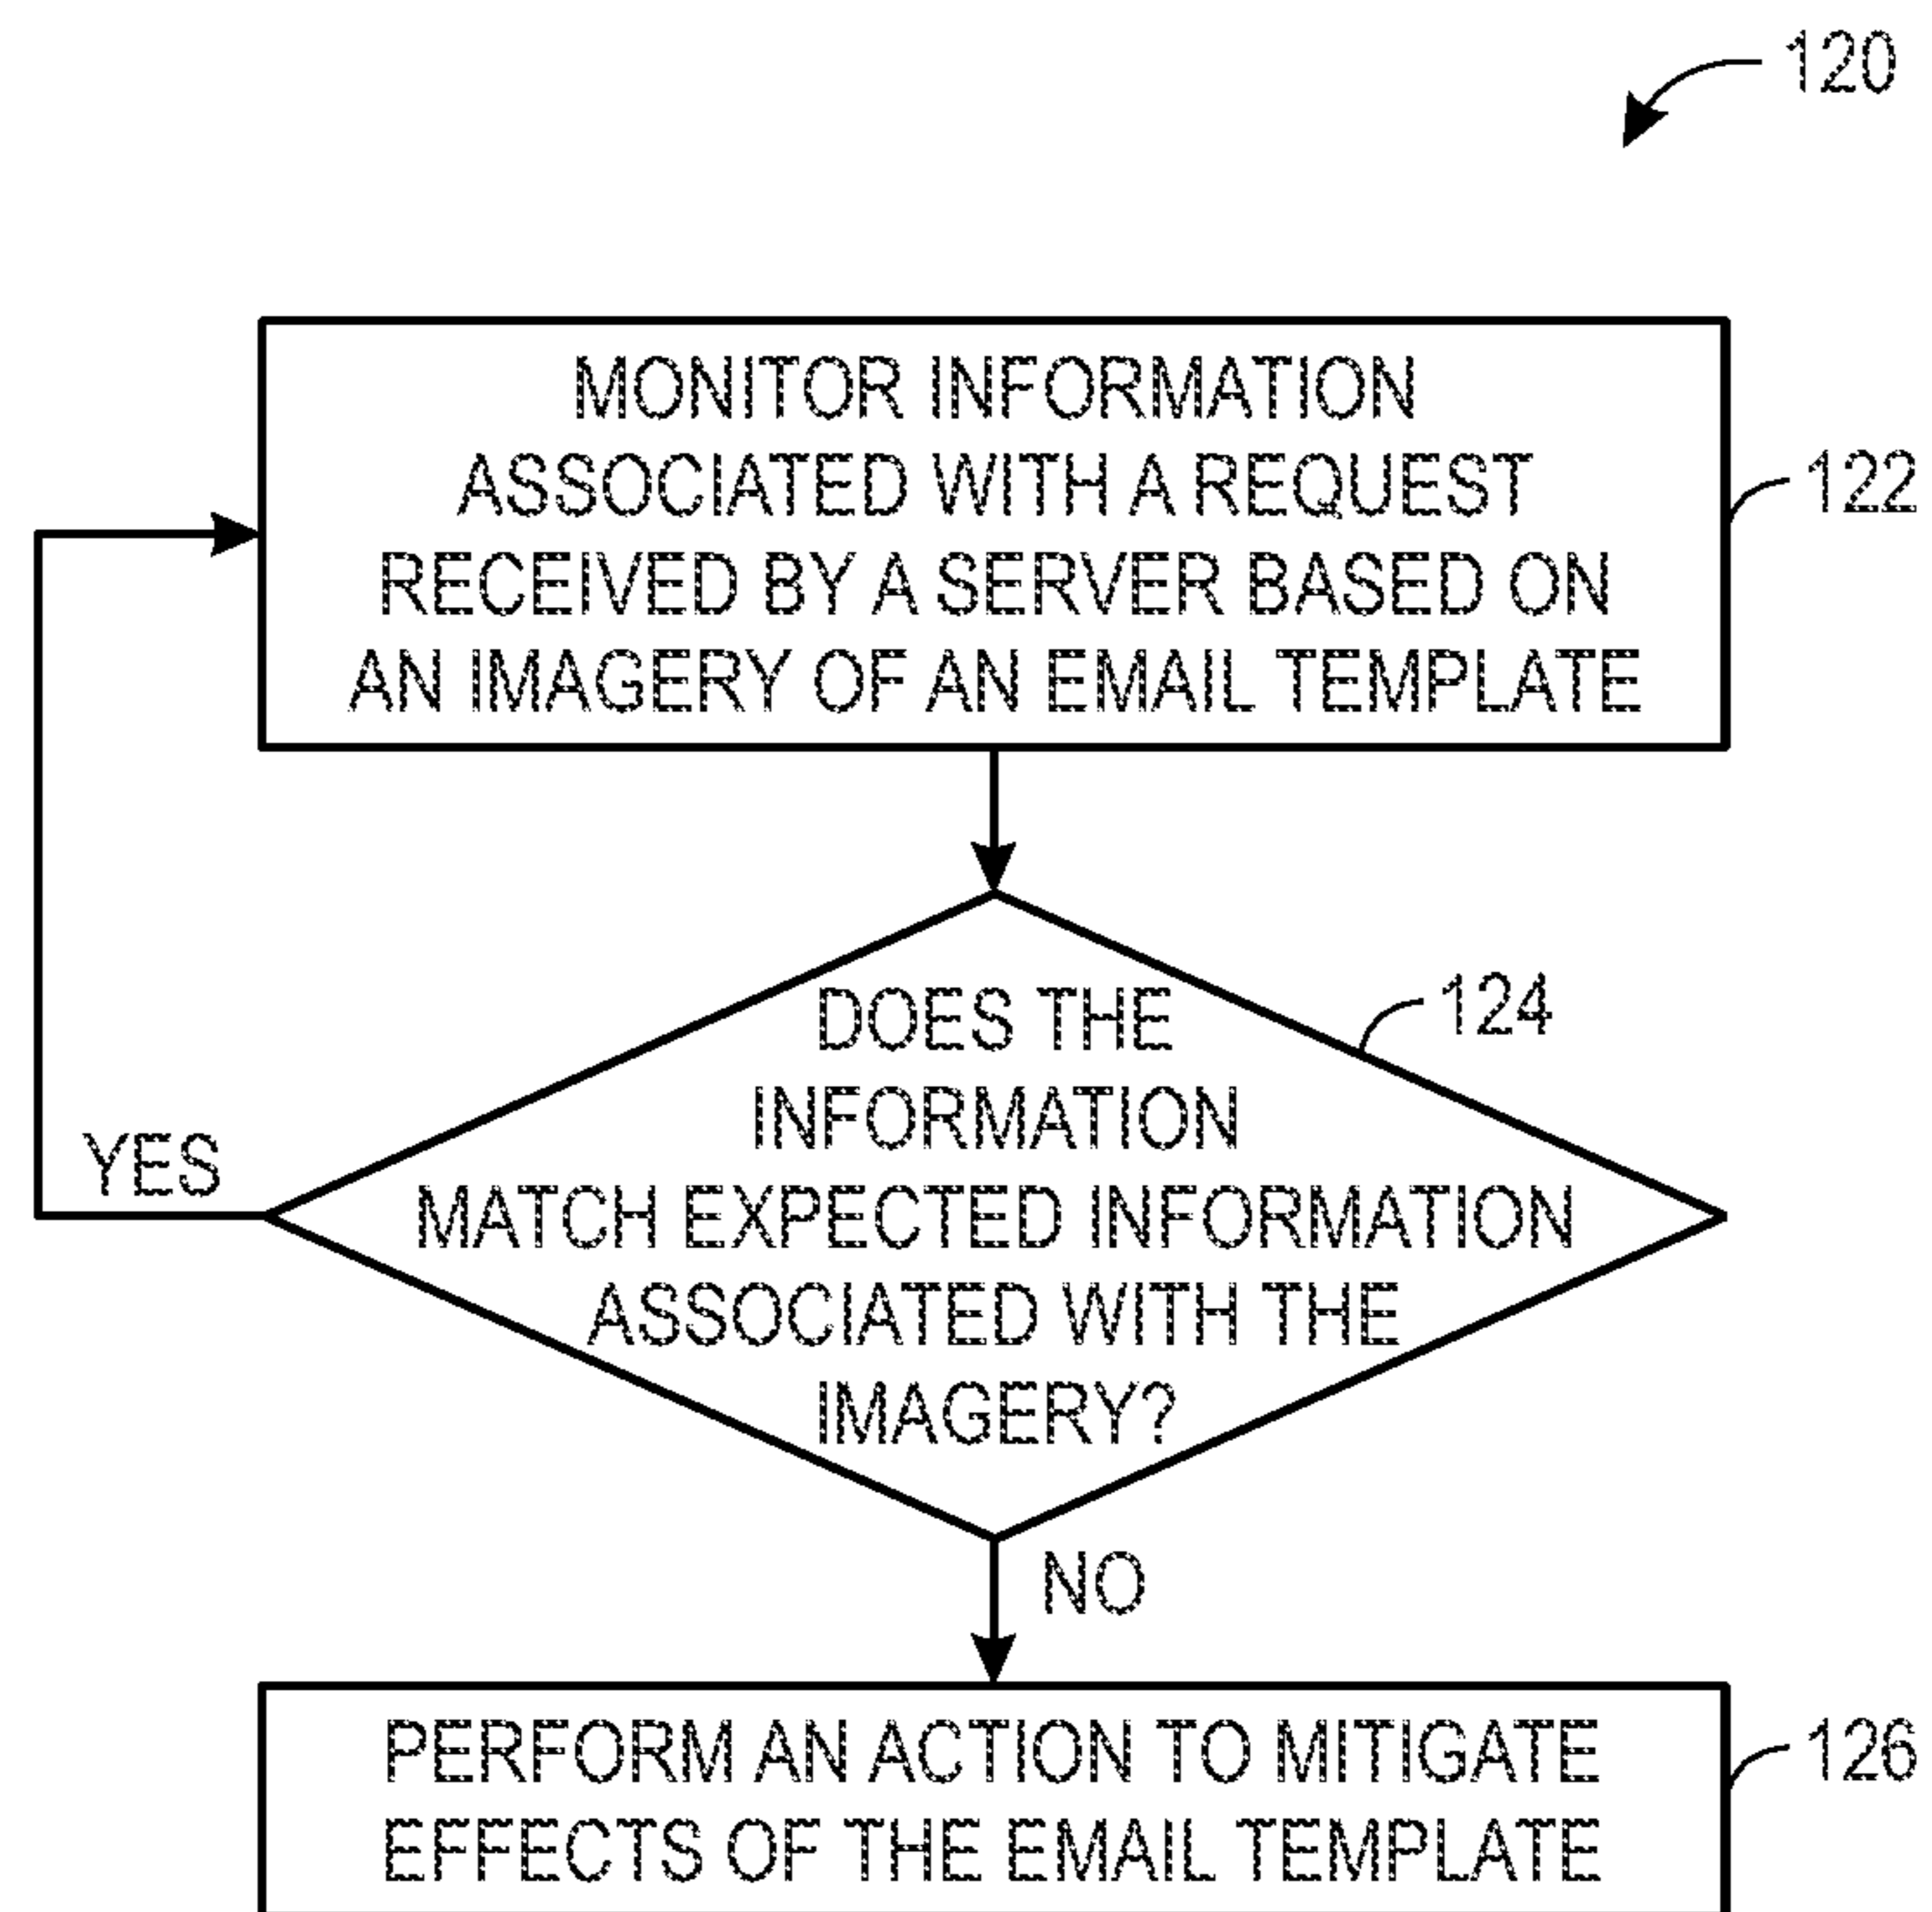 120
MONITOR INFORMATION
ASSOCIATED WITH A REQUEST
RECEIVED BY A SERVER BASED ON
AN IMAGERY OF AN EMAIL TEMPLATE
122
DOES THE
INFORMATION
MATCH EXPECTED INFORMATION
ASSOCIATED WITH THE
IMAGERY?
124
YES
NO
PERFORM AN ACTION TO MITIGATE
EFFECTS OF THE EMAIL TEMPLATE
126